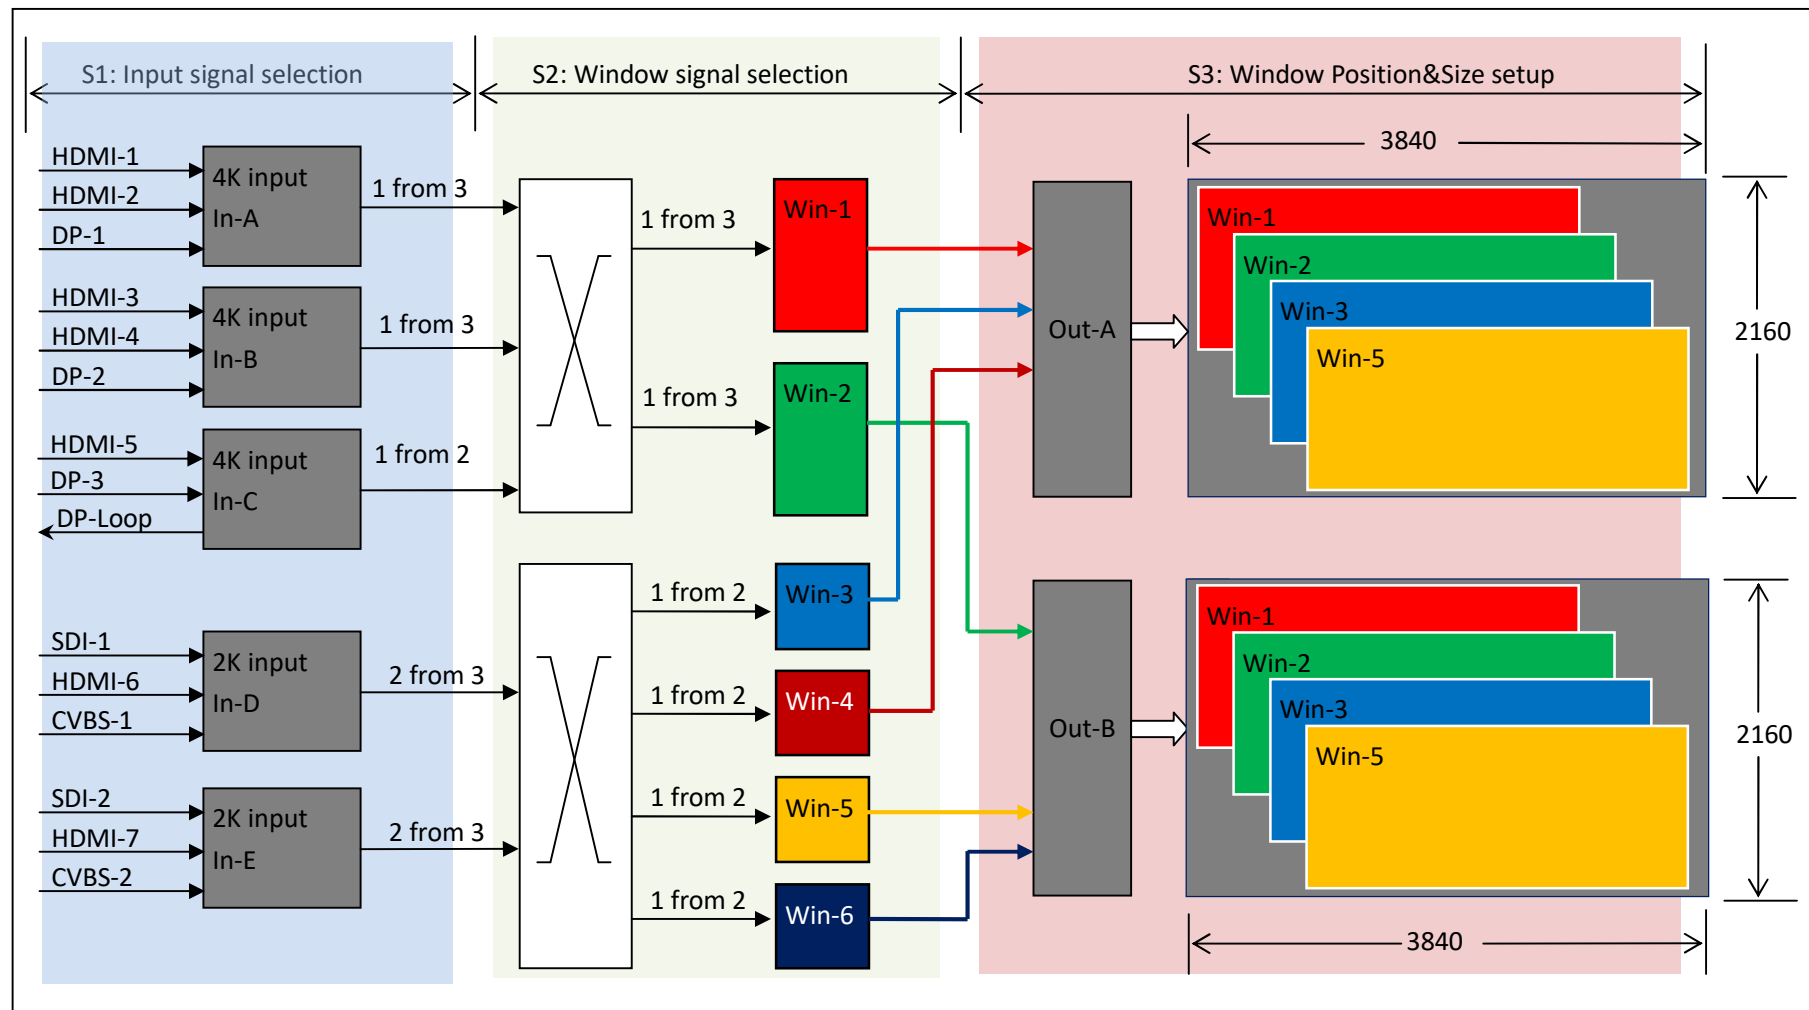 S1: Input signal selection
S2: Window signal selection
S3: Window Position&Size setup
HDMI-1
HDMI-2
DP-1
4K input
In-A
1 from 3
HDMI-3
HDMI-4
DP-2
4K input
In-B
1 from 3
HDMI-5
DP-3
DP-Loop
4K input
In-C
1 from 2
SDI-1
HDMI-6
CVBS-1
2K input
In-D
2 from 3
SDI-2
HDMI-7
CVBS-2
2K input
In-E
2 from 3
1 from 3
1 from 3
1 from 2
1 from 2
1 from 2
1 from 2
Win-1
Win-2
Win-3
Win-4
Win-5
Win-6
Out-A
Out-B
3840
Win-1
Win-2
Win-3
Win-5
2160
Win-1
Win-2
Win-3
Win-5
2160
3840